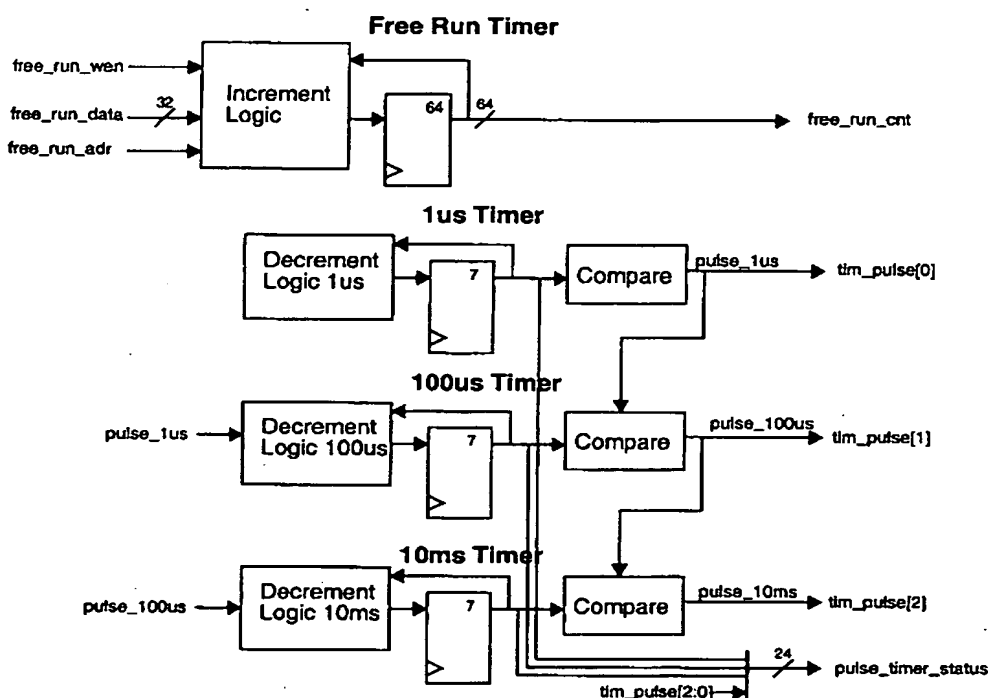 Free Run Timer
free_run_wen
free_run_data
32
free_run_adr
Increment
Logic
64
64
free_run_cnt
1us Timer
Decrement
Logic 1us
7
Compare
pulse_1us
tim_pulse[0]
100us Timer
pulse_1us
Decrement
Logic 100us
7
Compare
pulse_100us
tim_pulse[1]
10ms Timer
pulse_100us
Decrement
Logic 10ms
7
Compare
pulse_10ms
tim_pulse[2]
24
pulse_timer_status
tim_pulse[2:0]